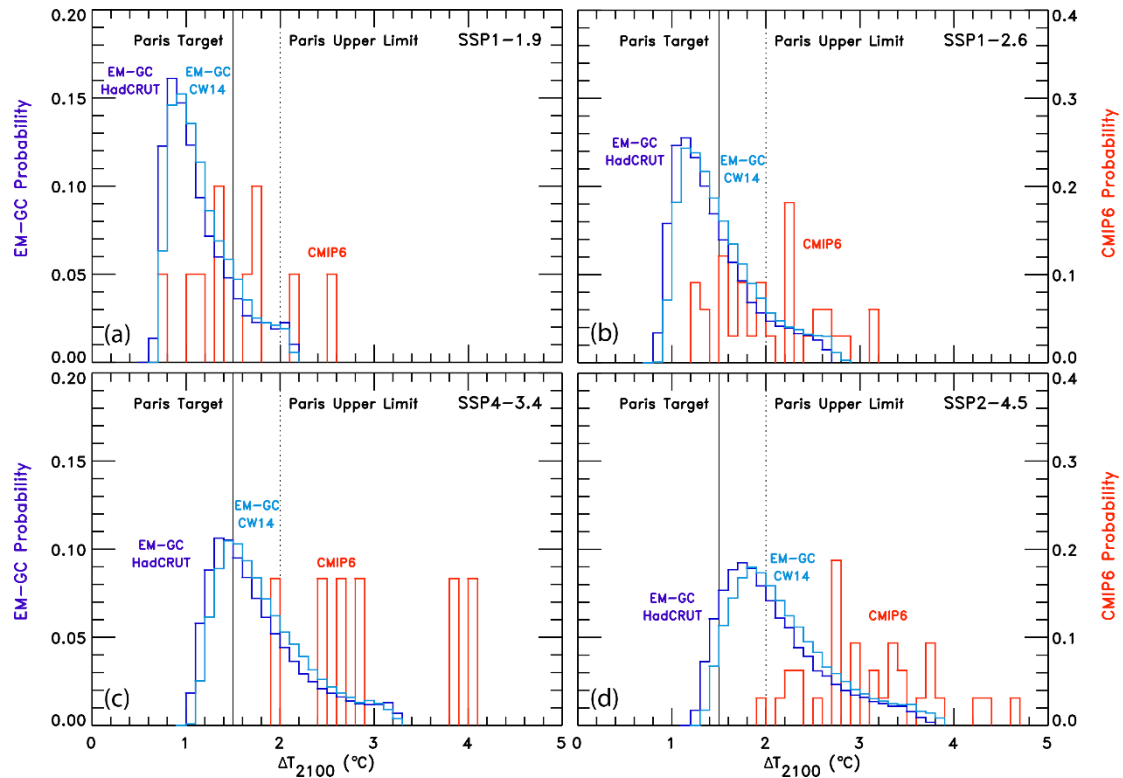 Paris Target
Paris Upper Limit
SSP1-1.9
EM-GC
HadCRUT
EM-GC
CW14
CMIP6
(a)
0.20
0.15
0.10
0.05
0.00
EM-GC Probability
Paris Target
Paris Upper Limit
SSP1-2.6
EM-GC
HadCRUT
EM-GC
CW14
CMIP6
(b)
0.4
0.3
0.2
0.1
0.0
CMIP6 Probability
Paris Target
Paris Upper Limit
SSP4-3.4
EM-GC
HadCRUT
EM-GC
CW14
CMIP6
(c)
0.20
0.15
0.10
0.05
0.00
EM-GC Probability
0 1 2 3 4 5
ΔT2100 (°C)
Paris Target
Paris Upper Limit
SSP2-4.5
EM-GC
HadCRUT
EM-GC
CW14
CMIP6
(d)
0.4
0.3
0.2
0.1
0.0
CMIP6 Probability
0 1 2 3 4 5
ΔT2100 (°C)